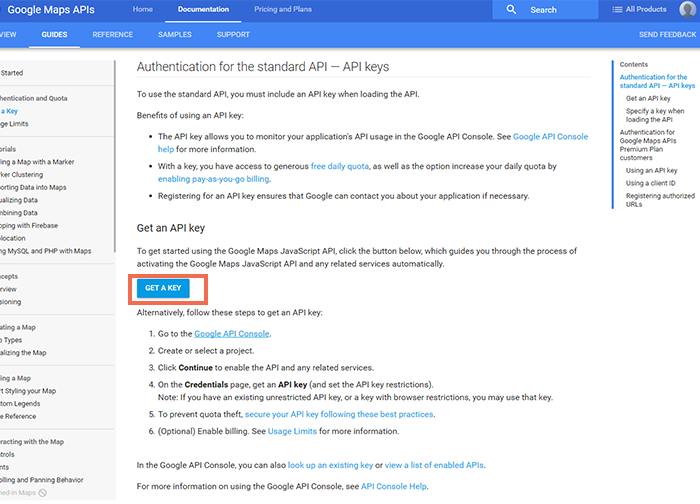 Google Maps APIs
Home
Documentation
Pricing and Plans
Search
All Products
VIEW
GUIDES
REFERENCE
SAMPLES
SUPPORT
SEND FEEDBACK
Started
hentication and Quota
a Key
ge Limits
orials
ing a Map with a Marker
ker Clustering
orting Data into Maps
ualizing Data
mbining Data
pping with Firebase
location
ng MySQL and PHP with Maps
cepts
rview
sioning
ating a Map
p Types
alizing the Map
ing a Map
rt Styling your Map
tom Legends
e Reference
racting with the Map
trols
nts
olling and Panning Behavior
ned-in Maps
Authentication for the standard API — API keys
To use the standard API, you must include an API key when loading the API.
Benefits of using an API key:
• The API key allows you to monitor your application's API usage in the Google API Console. See Google API Console
help for more information.
• With a key, you have access to generous free daily quota, as well as the option increase your daily quota by
enabling pay-as-you-go billing.
• Registering for an API key ensures that Google can contact you about your application if necessary.
Get an API key
To get started using the Google Maps JavaScript API, click the button below, which guides you through the process of
activating the Google Maps JavaScript API and any related services automatically.
GET A KEY
Alternatively, follow these steps to get an API key:
1. Go to the Google API Console.
2. Create or select a project.
3. Click Continue to enable the API and any related services.
4. On the Credentials page, get an API key (and set the API key restrictions).
Note: If you have an existing unrestricted API key, or a key with browser restrictions, you may use that key.
5. To prevent quota theft, secure your API key following these best practices.
6. (Optional) Enable billing. See Usage Limits for more information.
In the Google API Console, you can also look up an existing key or view a list of enabled APIs.
For more information on using the Google API Console, see API Console Help.
Contents
Authentication for the
standard API — API keys
Get an API key
Specify a key when
loading the API
Authentication for
Google Maps APIs
Premium Plan
customers
Using an API key
Using a client ID
Registering authorized
URLs